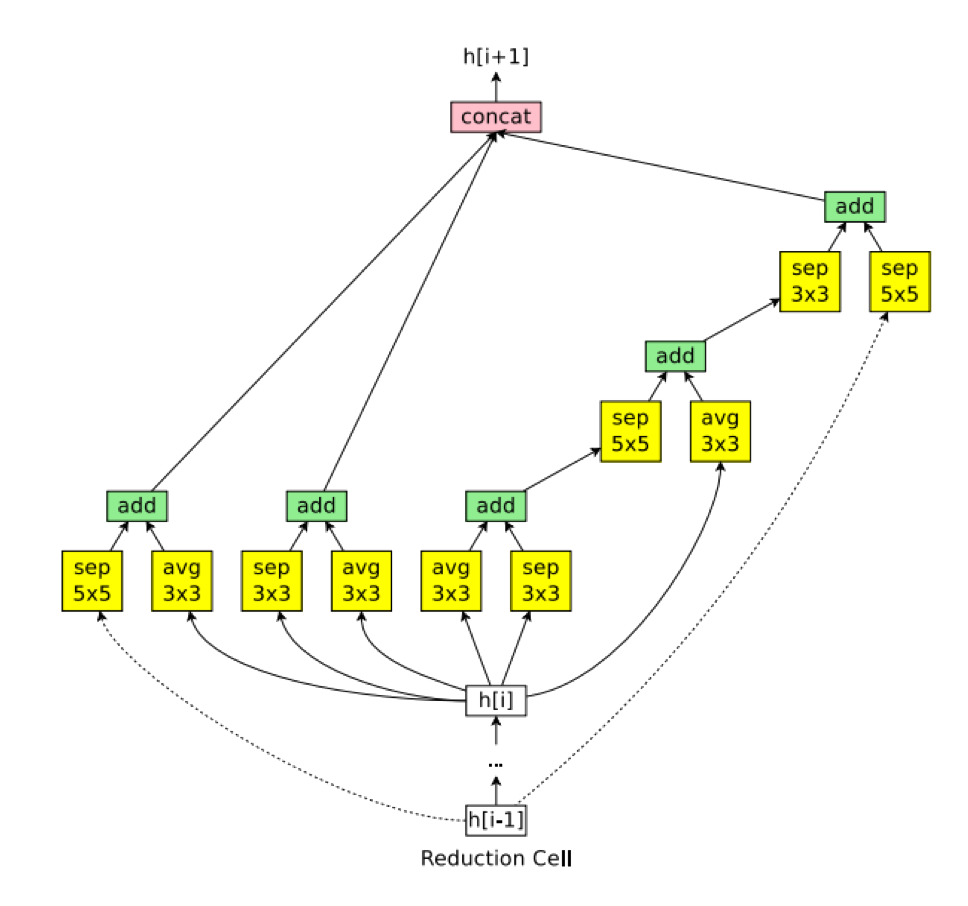 h[i+1]
concat
add
sep
3x3
sep
5x5
add
sep
5x5
avg
3x3
add
add
add
sep
5x5
avg
3x3
sep
3x3
avg
3x3
avg
3x3
sep
3x3
h[i]
...
h[i-1]
Reduction Cell